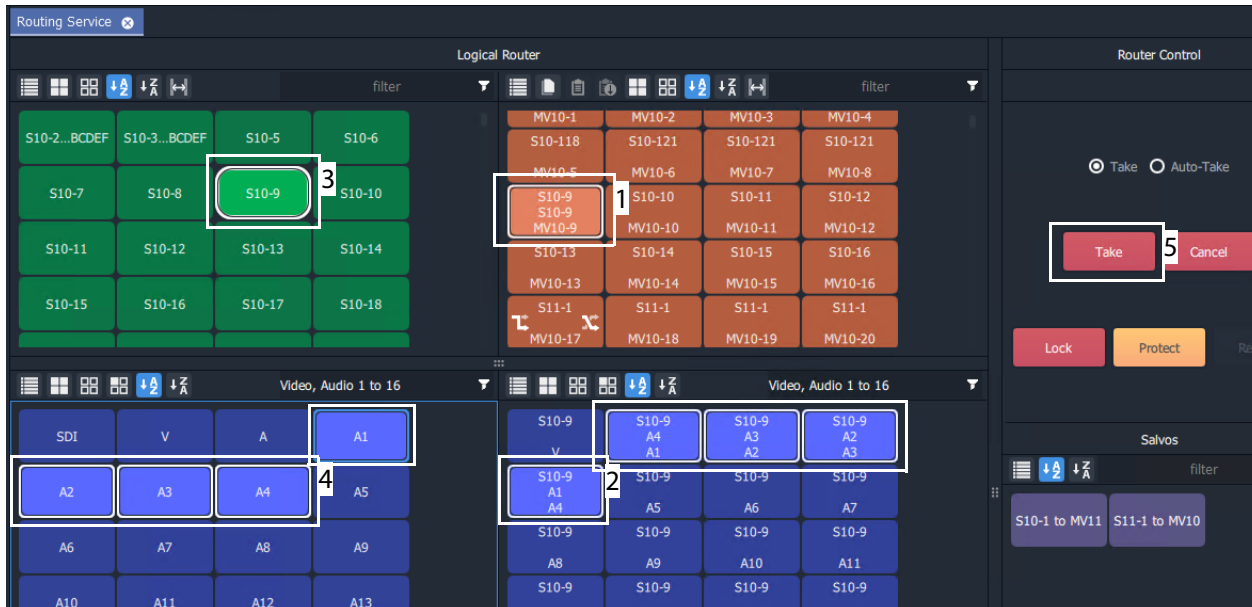 Routing Service
Logical Router
Router Control
filter
filter
S10-2...BCDEF S10-3...BCDEF S10-5 S10-6
S10-7 S10-8 S10-9 S10-10
3
S10-11 S10-12 S10-13 S10-14
S10-15 S10-16 S10-17 S10-18
MV10-1 MV10-2 MV10-3 MV10-4
S10-118 S10-121 S10-121 S10-121
MV10-5 MV10-6 MV10-7 MV10-8
S10-9 S10-10 S10-11 S10-12
S10-9
MV10-9 MV10-10 MV10-11 MV10-12
1
S10-13 S10-14 S10-15 S10-16
MV10-13 MV10-14 MV10-15 MV10-16
S11-1 S11-1 S11-1 S11-1
MV10-17 MV10-18 MV10-19 MV10-20
Take Auto-Take
Take 5 Cancel
Lock Protect Re
Video, Audio 1 to 16
SDI V A A1
A2 A3 A4 A5
4
A6 A7 A8 A9
A10 A11 A12 A13
Video, Audio 1 to 16
S10-9 S10-9 S10-9 S10-9
A4 A3 A2
V A1 A2 A3
S10-9 S10-9 S10-9 S10-9
A1
A4 A5 A6 A7
2
S10-9 S10-9 S10-9 S10-9
A8 A9 A10 A11
S10-9 S10-9 S10-9 S10-9
Salvos
filter
S10-1 to MV11 S11-1 to MV10